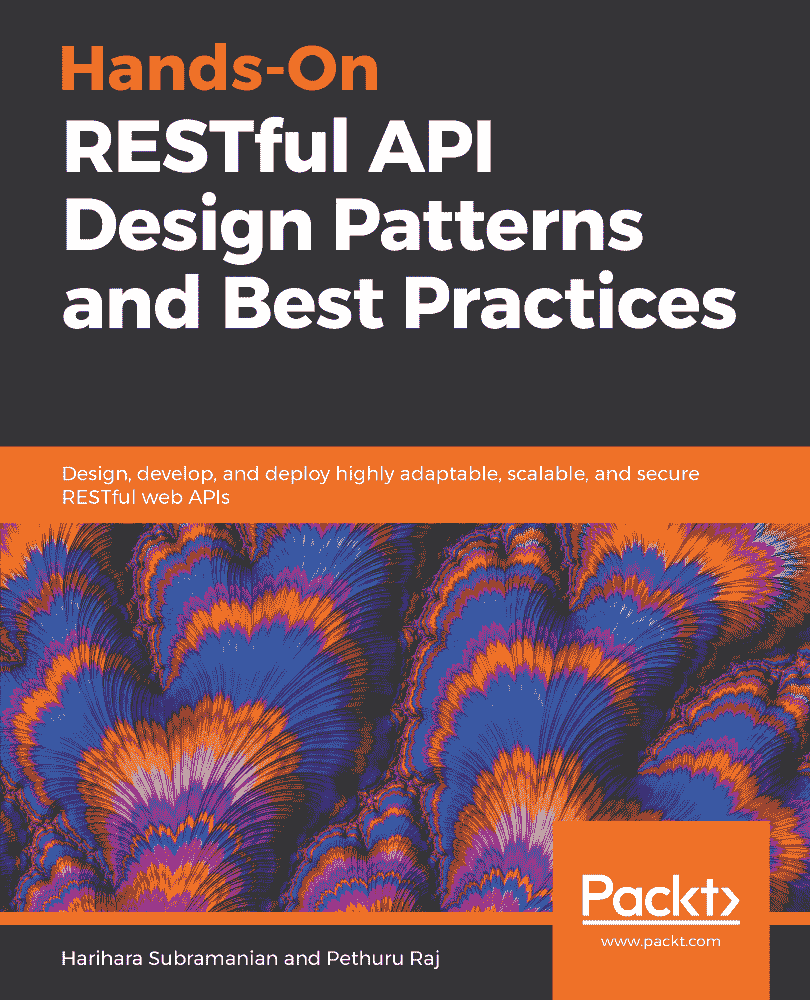 Hands-On
RESTful API
Design Patterns
and Best Practices
Design, develop, and deploy highly adaptable, scalable, and secure
RESTful web APIs
Packt>
www.packt.com
Harihara Subramanian and Pethuru Raj